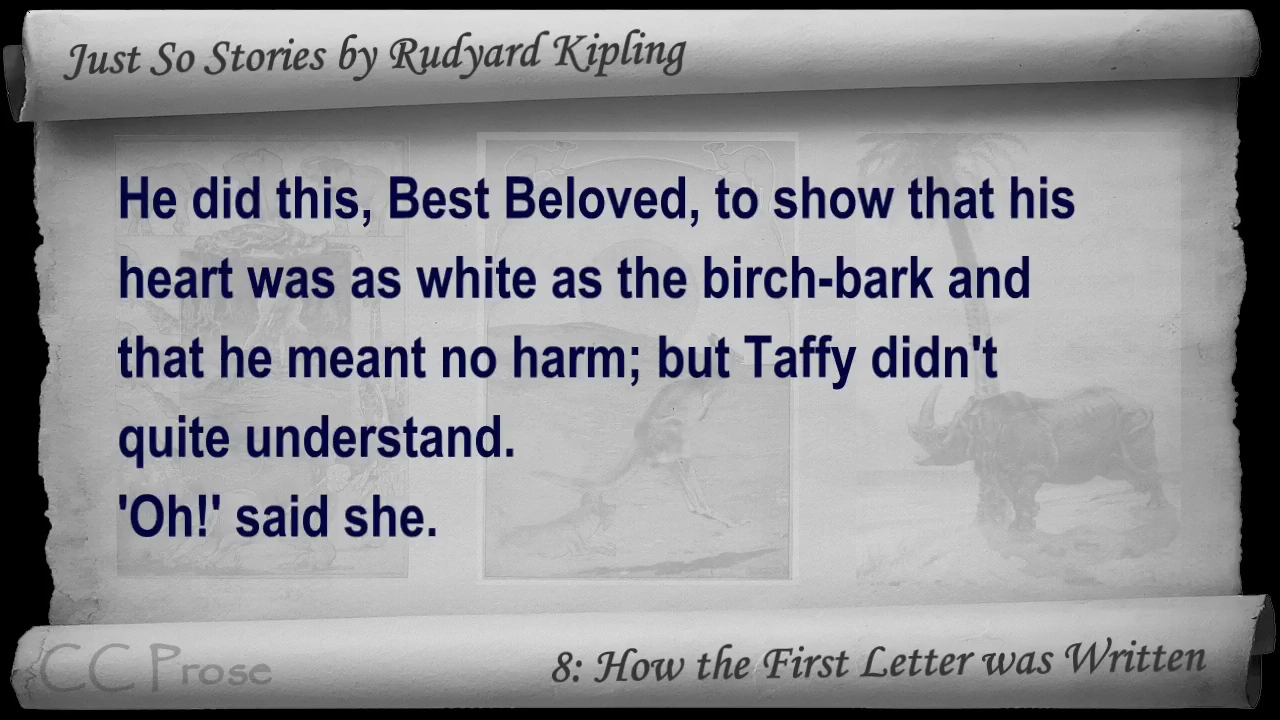 Just So Stories by Rudyard Kipling
He did this, Best Beloved, to show that his
heart was as white as the birch-bark and
that he meant no harm; but Taffy didn't
quite understand.
'Oh!' said she.
CC Prose
8: How the First Letter was Written